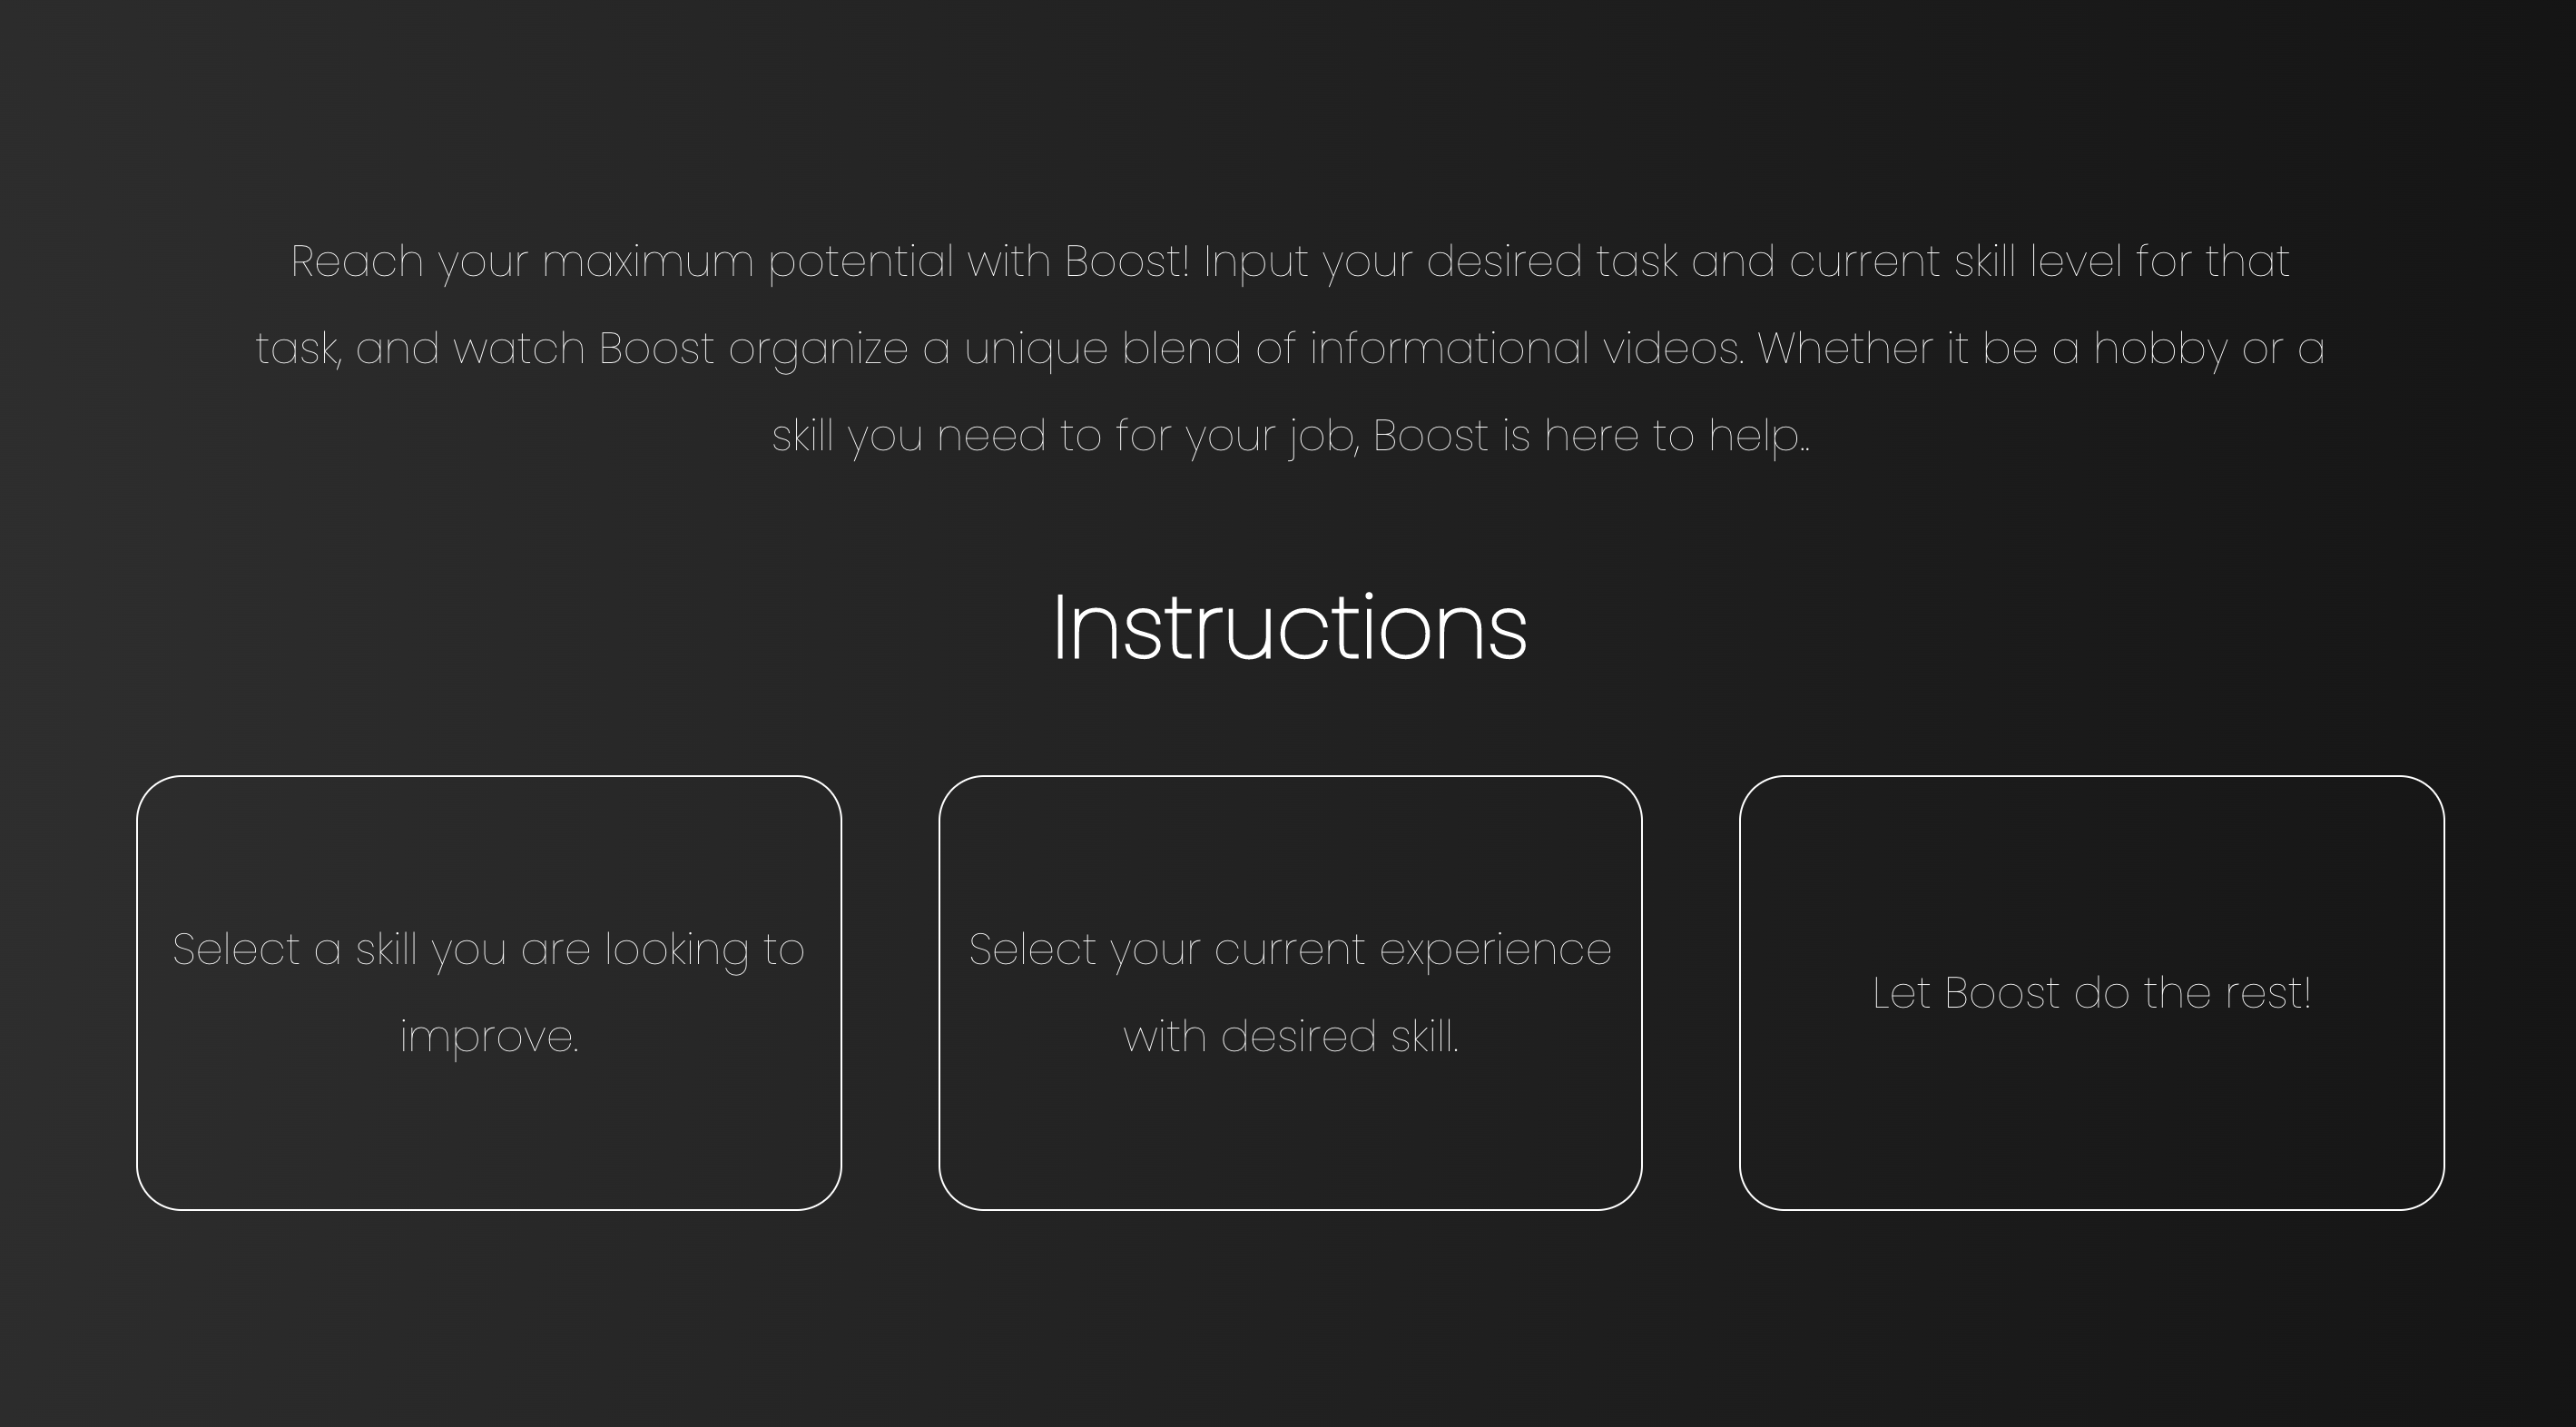 Reach your maximum potential with Boost! Input your desired task and current skill level for that
task, and watch Boost organize a unique blend of informational videos. Whether it be a hobby or a
skill you need to for your job, Boost is here to help..
Instructions
Select a skill you are looking to
improve.
Select your current experience
with desired skill.
Let Boost do the rest!